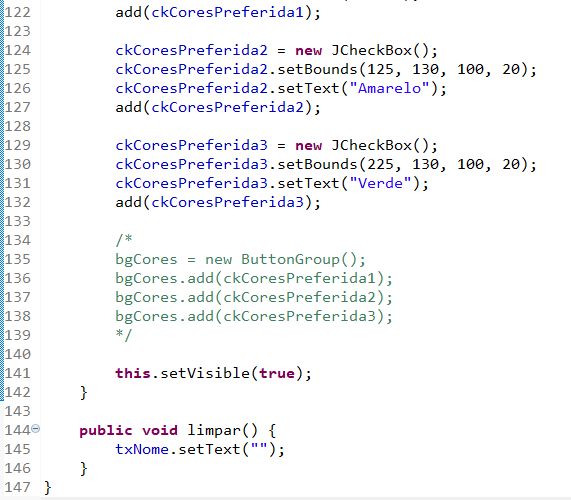 122         add(ckCoresPreferida1);
123
124         ckCoresPreferida2 = new JCheckBox();
125         ckCoresPreferida2.setBounds(125, 130, 100, 20);
126         ckCoresPreferida2.setText("Amarelo");
127         add(ckCoresPreferida2);
128
129         ckCoresPreferida3 = new JCheckBox();
130         ckCoresPreferida3.setBounds(225, 130, 100, 20);
131         ckCoresPreferida3.setText("Verde");
132         add(ckCoresPreferida3);
133
134         /*
135         bgCores = new ButtonGroup();
136         bgCores.add(ckCoresPreferida1);
137         bgCores.add(ckCoresPreferida2);
138         bgCores.add(ckCoresPreferida3);
139         */
140
141         this.setVisible(true);
142     }
143
144     public void limpar() {
145         txNome.setText("");
146     }
147 }